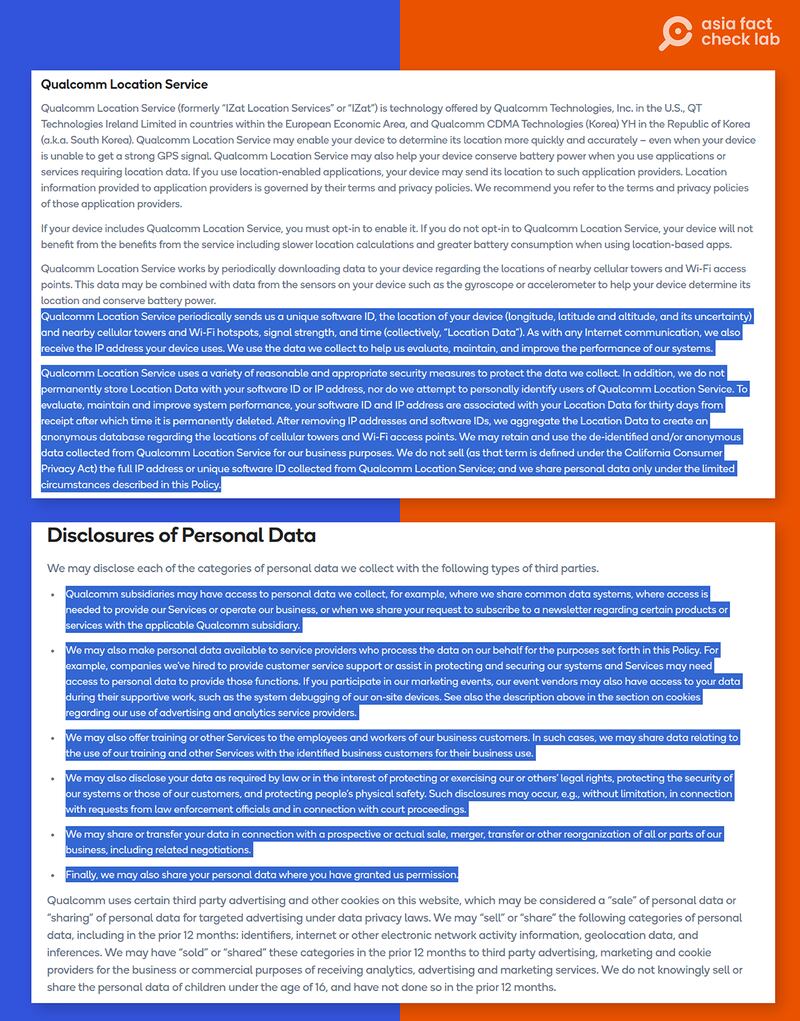 asia fact
check lab
Qualcomm Location Service
Qualcomm Location Service (formerly "IZat Location Services" or "IZat") is technology offered by Qualcomm Technologies, Inc. in the U.S., QT
Technologies Ireland Limited in countries within the European Economic Area, and Qualcomm CDMA Technologies (Korea) YH in the Republic of Korea
(a.k.a. South Korea). Qualcomm Location Service may enable your device to determine its location more quickly and accurately – even when your device
is unable to get a strong GPS signal. Qualcomm Location Service may also help your device conserve battery power when you use applications or
services requiring location data. If you use location-enabled applications, your device may send its location to such application providers. Location
information provided to application providers is governed by their terms and privacy policies. We recommend you refer to the terms and privacy policies
of those application providers.
If your device includes Qualcomm Location Service, you must opt-in to enable it. If you do not opt-in to Qualcomm Location Service, your device will not
benefit from the benefits from the service including slower location calculations and greater battery consumption when using location-based apps.
Qualcomm Location Service works by periodically downloading data to your device regarding the locations of nearby cellular towers and Wi-Fi access
points. This data may be combined with data from the sensors on your device such as the gyroscope or accelerometer to help your device determine its
location and conserve battery power.
Qualcomm Location Service periodically sends us a unique software ID, the location of your device (longitude, latitude and altitude, and its uncertainty)
and nearby cellular towers and Wi-Fi hotspots, signal strength, and time (collectively, "Location Data"). As with any Internet communication, we also
receive the IP address your device uses. We use the data we collect to help us evaluate, maintain, and improve the performance of our systems.
Qualcomm Location Service uses a variety of reasonable and appropriate security measures to protect the data we collect. In addition, we do not
permanently store Location Data with your software ID or IP address, nor do we attempt to personally identify users of Qualcomm Location Service. To
evaluate, maintain and improve system performance, your software ID and IP address are associated with your Location Data for thirty days from
receipt after which time it is permanently deleted. After removing IP addresses and software IDs, we aggregate the Location Data to create an
anonymous database regarding the locations of cellular towers and Wi-Fi access points. We may retain and use the de-identified and/or anonymous
data collected from Qualcomm Location Service for our business purposes. We do not sell (as that term is defined under the California Consumer
Privacy Act) the full IP address or unique software ID collected from Qualcomm Location Service; and we share personal data only under the limited
circumstances described in this Policy.
Disclosures of Personal Data
We may disclose each of the categories of personal data we collect with the following types of third parties.
• Qualcomm subsidiaries may have access to personal data we collect, for example, where we share common data systems, where access is
needed to provide our Services or operate our business, or when we share your request to subscribe to a newsletter regarding certain products or
services with the applicable Qualcomm subsidiary.
• We may also make personal data available to service providers who process the data on our behalf for the purposes set forth in this Policy. For
example, companies we've hired to provide customer service support or assist in protecting and securing our systems and Services may need
access to personal data to provide those functions. If you participate in our marketing events, our event vendors may also have access to your data
during their supportive work, such as the system debugging of our on-site devices. See also the description above in the section on cookies
regarding our use of advertising and analytics service providers.
• We may also offer training or other Services to the employees and workers of our business customers. In such cases, we may share data relating to
the use of our training and other Services with the identified business customers for their business use.
• We may also disclose your data as required by law or in the interest of protecting or exercising our or others' legal rights, protecting the security of
our systems or those of our customers, and protecting people's physical safety. Such disclosures may occur, e.g., without limitation, in connection
with requests from law enforcement officials and in connection with court proceedings.
• We may share or transfer your data in connection with a prospective or actual sale, merger, transfer or other reorganization of all or parts of our
business, including related negotiations.
• Finally, we may also share your personal data where you have granted us permission.
Qualcomm uses certain third party advertising and other cookies on this website, which may be considered a "sale" of personal data or
"sharing" of personal data for targeted advertising under data privacy laws. We may "sell" or "share" the following categories of personal
data, including in the prior 12 months: identifiers, internet or other electronic network activity information, geolocation data, and
inferences. We may have "sold" or "shared" these categories in the prior 12 months to third party advertising, marketing and cookie
providers for the business or commercial purposes of receiving analytics, advertising and marketing services. We do not knowingly sell or
share the personal data of children under the age of 16, and have not done so in the prior 12 months.